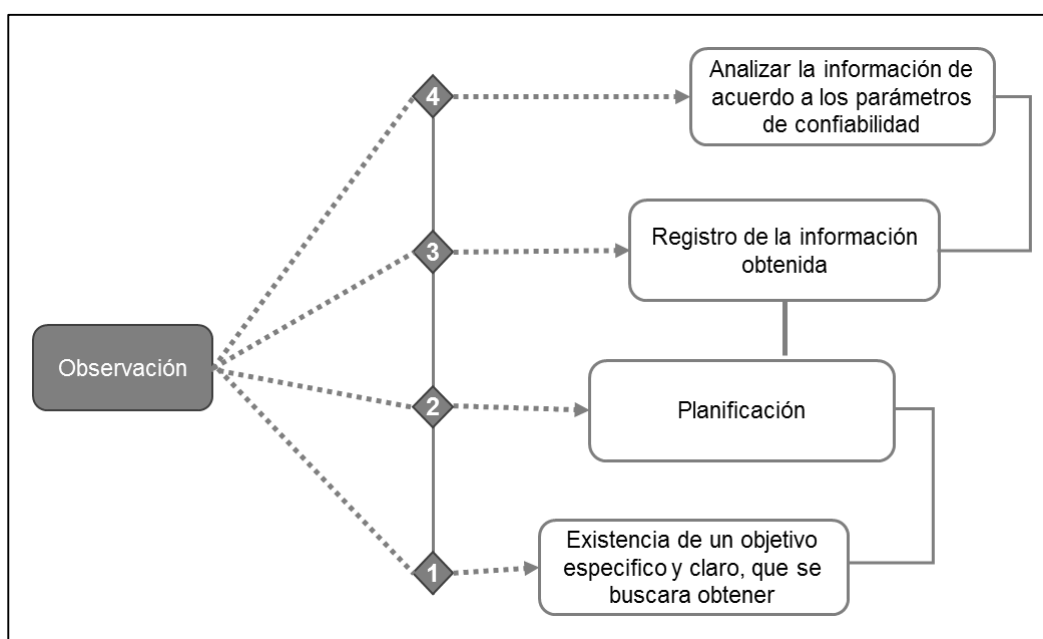 4
Analizar la información de
acuerdo a los parámetros
de confiabilidad
3
Registro de la información
obtenida
Observación
2
Planificación
1
Existencia de un objetivo
especifico y claro, que se
buscara obtener